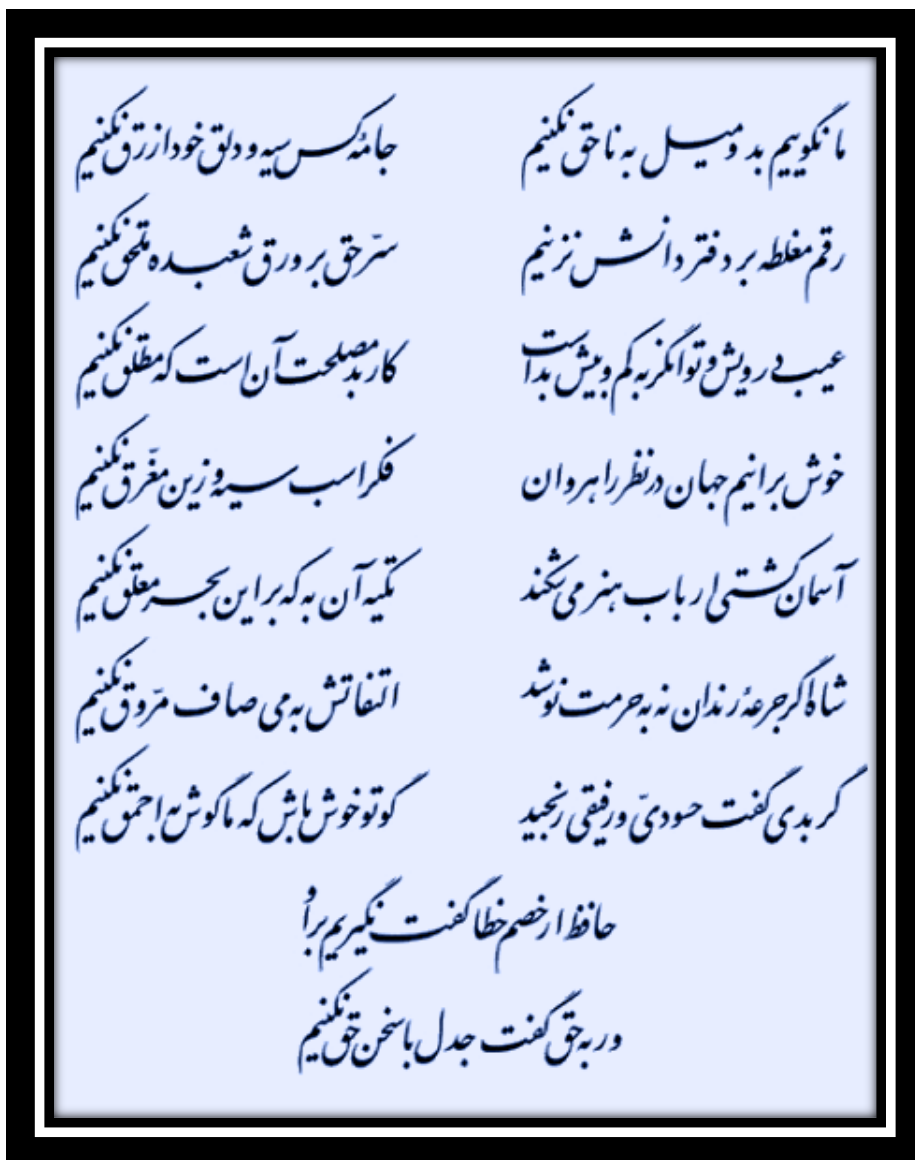 ما نگوییم بد و میل به ناحق نکنیم جامهٔ کس سیه و دلق خود ازرق نکنیم
رقم مغلطه بر دفتر دانش نزنیم سرّ حق بر ورق شعبده ملحق نکنیم
عیب درویش و توانگر به کم و بیش بد است کار بد مصلحت آن است که مطلق نکنیم
خوش برانیم جهان در نظر راهروان فکر اسب سیه و زین مغرّق نکنیم
آسمان کشتی ارباب هنر می‌شکند تکیه آن به که بر این بحر معلق نکنیم
شاه اگر جرعهٔ رندان نه به حرمت نوشد التفاتش به می صاف مروّق نکنیم
گر بدی گفت حسودیّ و رفیقی رنجید گو تو خوش باش که ما گوش به احمق نکنیم
حافظ ار خصم خطا گفت نگیریم بر او
ور به حق گفت جدل با سخن حق نکنیم